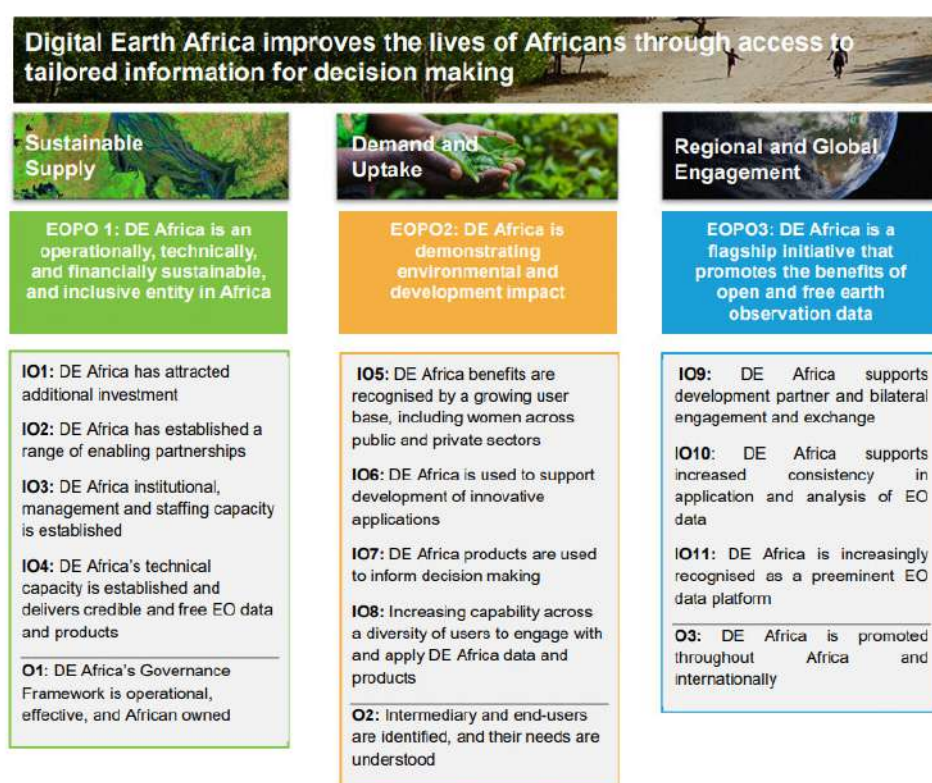 Digital Earth Africa improves the lives of Africans through access to
tailored information for decision making
Sustainable
Supply
EOPO 1: DE Africa is an
operationally, technically,
and financially sustainable,
and inclusive entity in Africa
IO1: DE Africa has attracted
additional investment
IO2: DE Africa has established a
range of enabling partnerships
IO3: DE Africa institutional,
management and staffing capacity
is established
IO4: DE Africa's technical
capacity is established and
delivers credible and free EO data
and products
O1: DE Africa's Governance
Framework is operational,
effective, and African owned
Demand and
Uptake
EOPO2: DE Africa is
demonstrating
environmental and
development impact
IO5: DE Africa benefits are
recognised by a growing user
base, including women across
public and private sectors
IO6: DE Africa is used to support
development of innovative
applications
IO7: DE Africa products are used
to inform decision making
IO8: Increasing capability across
a diversity of users to engage with
and apply DE Africa data and
products
O2: Intermediary and end-users
are identified, and their needs are
understood
Regional and Global
Engagement
EOPO3: DE Africa is a
flagship initiative that
promotes the benefits of
open and free earth
observation data
IO9: DE Africa supports
development partner and bilateral
engagement and exchange
IO10: DE Africa supports
increased consistency in
application and analysis of EO
data
IO11: DE Africa is increasingly
recognised as a preeminent EO
data platform
O3: DE Africa is promoted
throughout Africa and
internationally